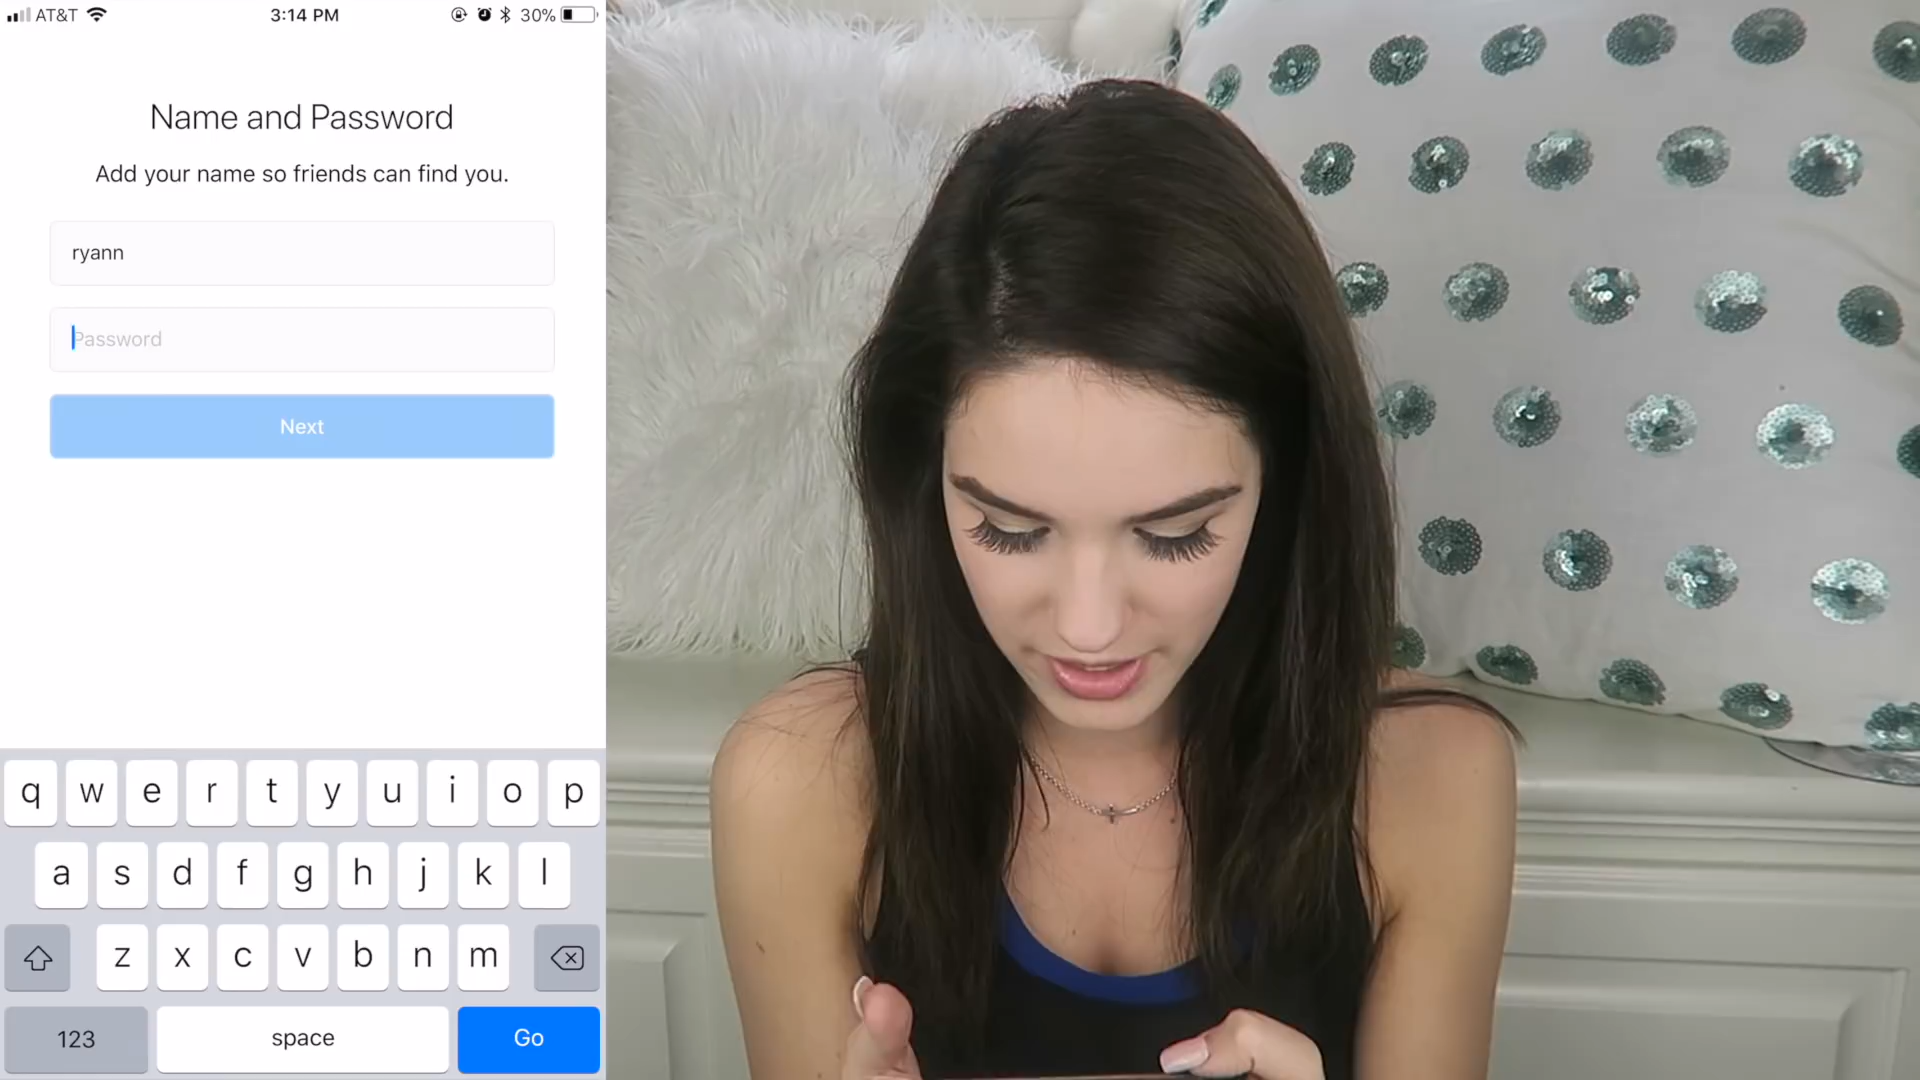 AT&T 3:14 PM 30%
Name and Password
Add your name so friends can find you.
ryann
Password
Next
q w e r t y u i o p
a s d f g h j k l
z x c v b n m
123 space Go